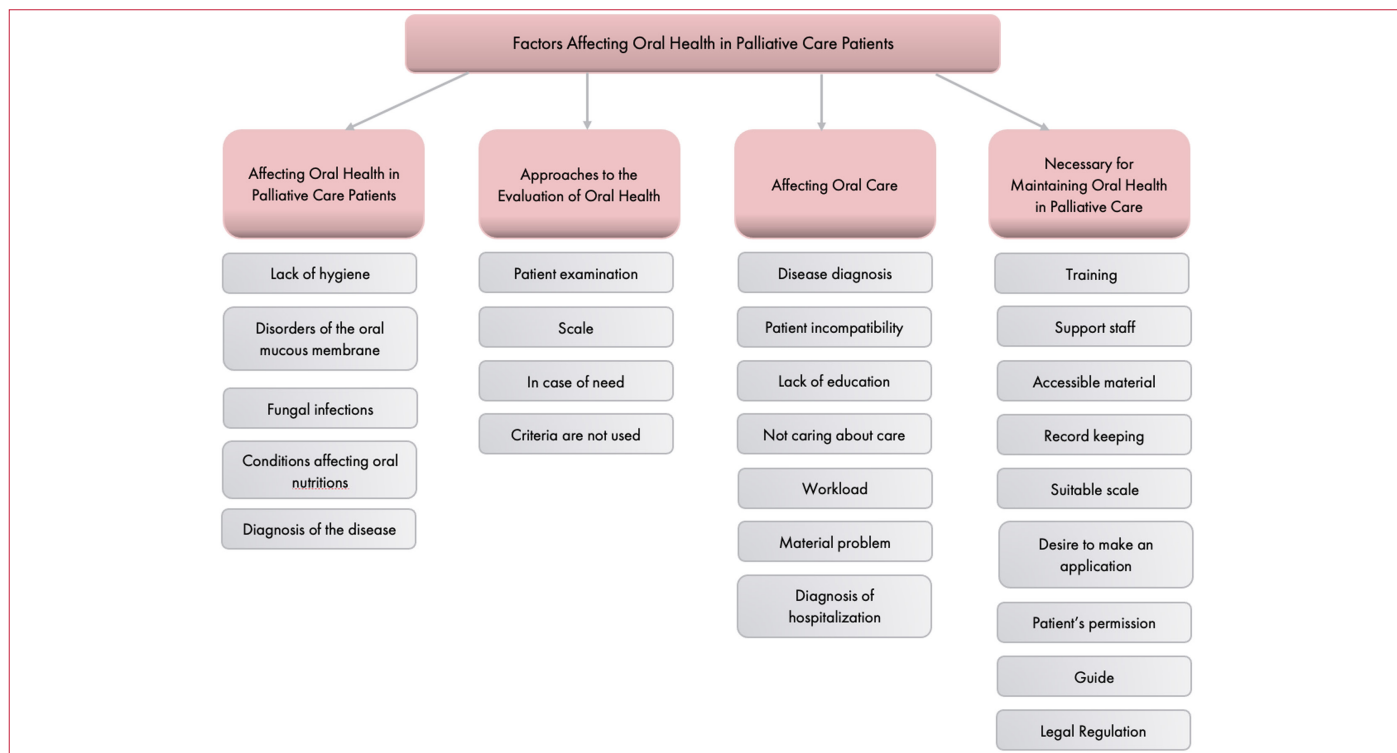 Factors Affecting Oral Health in Palliative Care Patients
Affecting Oral Health in
Palliative Care Patients
Lack of hygiene
Disorders of the oral
mucous membrane
Fungal infections
Conditions affecting oral
nutritions
Diagnosis of the disease
Approaches to the
Evaluation of Oral Health
Patient examination
Scale
In case of need
Criteria are not used
Affecting Oral Care
Disease diagnosis
Patient incompatibility
Lack of education
Not caring about care
Workload
Material problem
Diagnosis of
hospitalization
Necessary for
Maintaining Oral Health
in Palliative Care
Training
Support staff
Accessible material
Record keeping
Suitable scale
Desire to make an
application
Patient’s permission
Guide
Legal Regulation